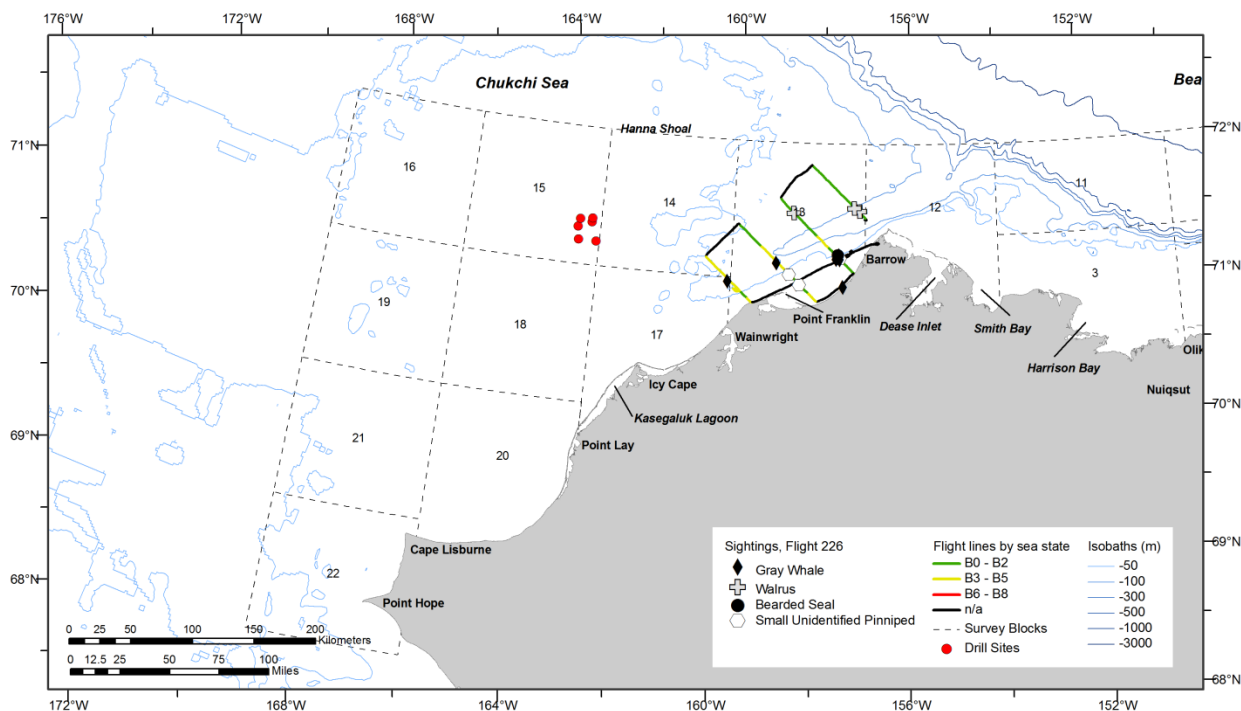 176°W 172°W 168°W 164°W 160°W 156°W 152°W
Chukchi Sea
Bea
72°N
Hanna Shoal
71°N
16
15
14
13
12
11
71°N
Barrow
3
70°N
19
18
17
Point Franklin
Wainwright
Dease Inlet
Smith Bay
Harrison Bay
Olik
Icy Cape
Nuiqsut
70°N
Kasegaluk Lagoon
69°N
21
20
Point Lay
Cape Lisburne
69°N
22
68°N
Point Hope
0 25 50 100 150 200
Kilometers
0 12.5 25 50 75 100
Miles
Sightings, Flight 226
Gray Whale
Walrus
Bearded Seal
Small Unidentified Pinniped
Flight lines by sea state
B0 - B2
B3 - B5
B6 - B8
n/a
Survey Blocks
Drill Sites
Isobaths (m)
-50
-100
-300
-500
-1000
-3000
68°N
172°W 168°W 164°W 160°W 156°W 152°W